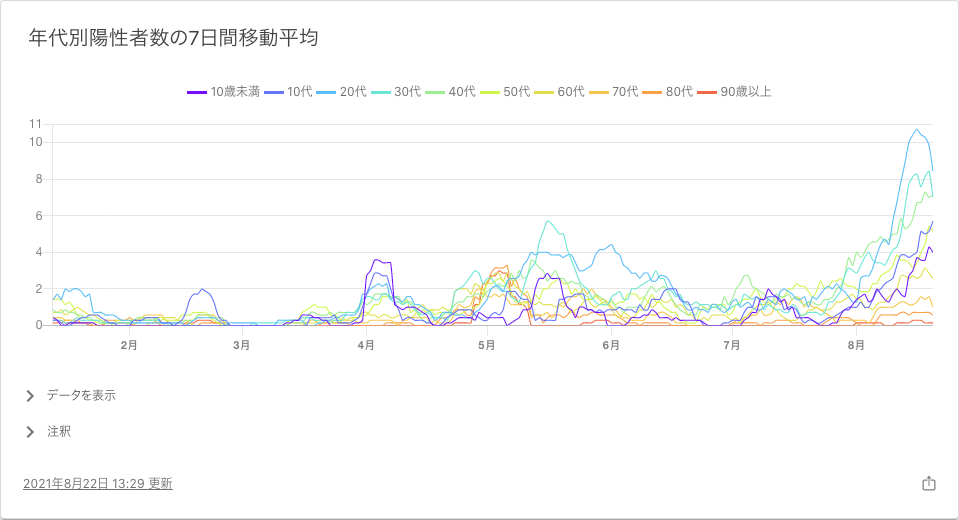 年代別陽性者数の7日間移動平均
10歳未満 10代 20代 30代 40代 50代 60代 70代 80代 90歳以上
11
10
8
6
4
2
0
2月 3月 4月 5月 6月 7月 8月
データを表示
注釈
2021年8月22日 13:29 更新